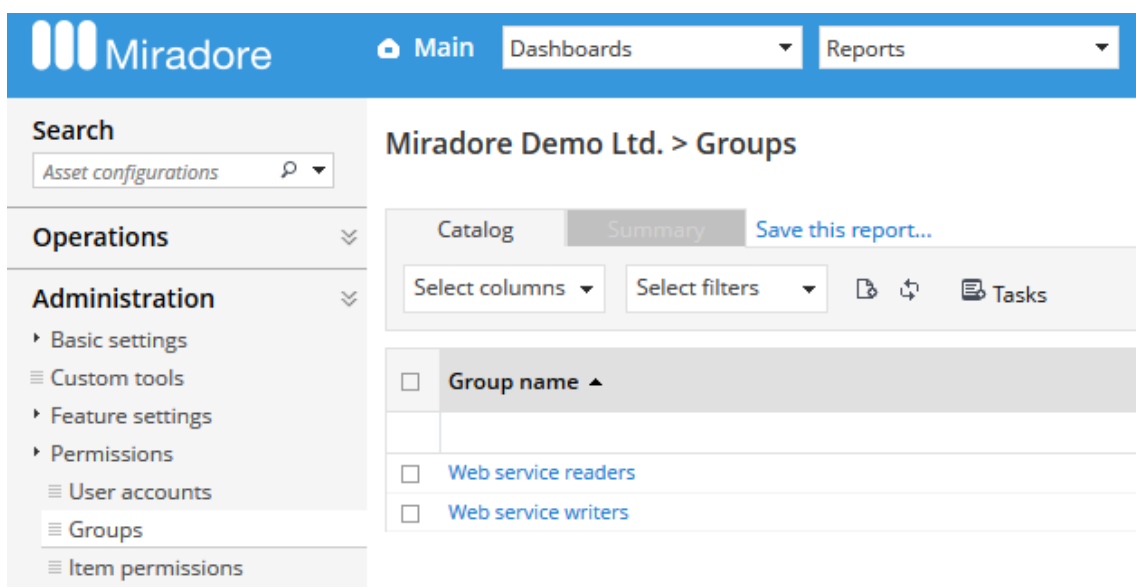 Miradore
Main
Dashboards
Reports
Search
Asset configurations
Operations
Administration
Basic settings
Custom tools
Feature settings
Permissions
User accounts
Groups
Item permissions
Miradore Demo Ltd. > Groups
Catalog
Summary
Save this report...
Select columns
Select filters
Tasks
Group name
Web service readers
Web service writers